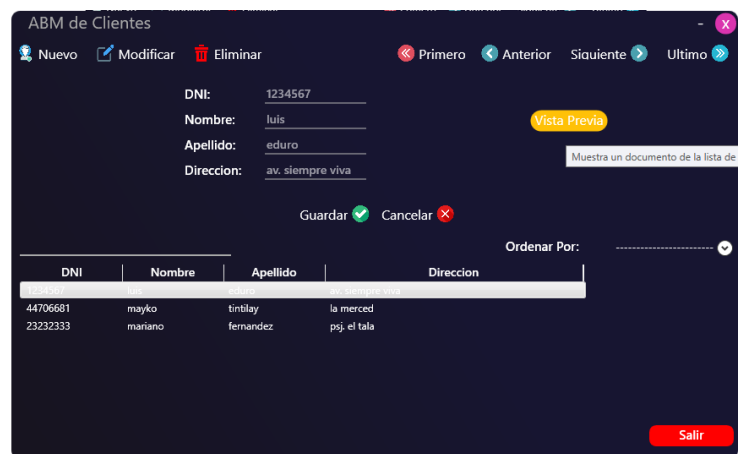 ABM de Clientes - X
Nuevo Modificar Eliminar Primero Anterior Siguiente Ultimo
DNI: 1234567
Nombre: luis
Vista Previa
Apellido: eduro
Muestra un documento de la lista de
Direccion: av. siempre viva
Guardar Cancelar
Ordenar Por: ------------------------
DNI Nombre Apellido Direccion
1234567 luis eduro av. siempre viva
44706681 mayko tintilay la merced
23232333 mariano fernandez psj. el tala
Salir